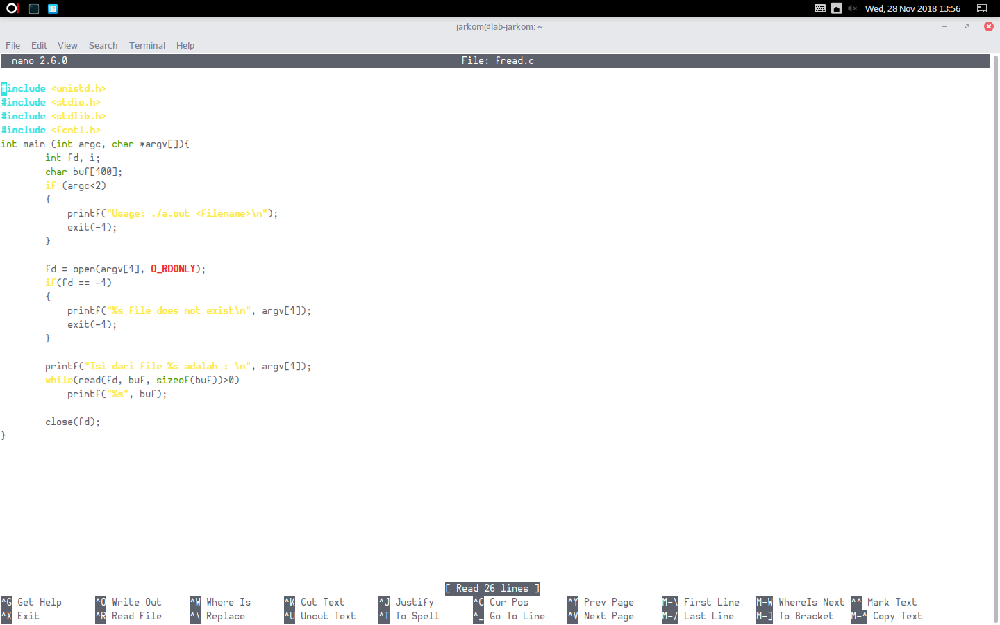 Wed, 28 Nov 2018 13:56
jarkom@lab-jarkom: ~
File Edit View Search Terminal Help
nano 2.6.0 File: fread.c
#include <unistd.h>
#include <stdio.h>
#include <stdlib.h>
#include <fcntl.h>
int main (int argc, char *argv[]){
        int fd, i;
        char buf[100];
        if (argc<2)
        {
            printf("Usage: ./a.out <filename>\n");
            exit(-1);
        }
        fd = open(argv[1], O_RDONLY);
        if(fd == -1)
        {
            printf("%s file does not exist\n", argv[1]);
            exit(-1);
        }
        printf("Isi dari file %s adalah : \n", argv[1]);
        while(read(fd, buf, sizeof(buf))>0)
            printf("%s", buf);
        close(fd);
}
[ Read 26 lines ]
^G Get Help ^O Write Out ^W Where Is ^K Cut Text ^J Justify ^C Cur Pos ^Y Prev Page M-\ First Line M-W WhereIs Next ^^ Mark Text
^X Exit ^R Read File ^\ Replace ^U Uncut Text ^T To Spell ^_ Go To Line ^V Next Page M-/ Last Line M-] To Bracket M-^ Copy Text